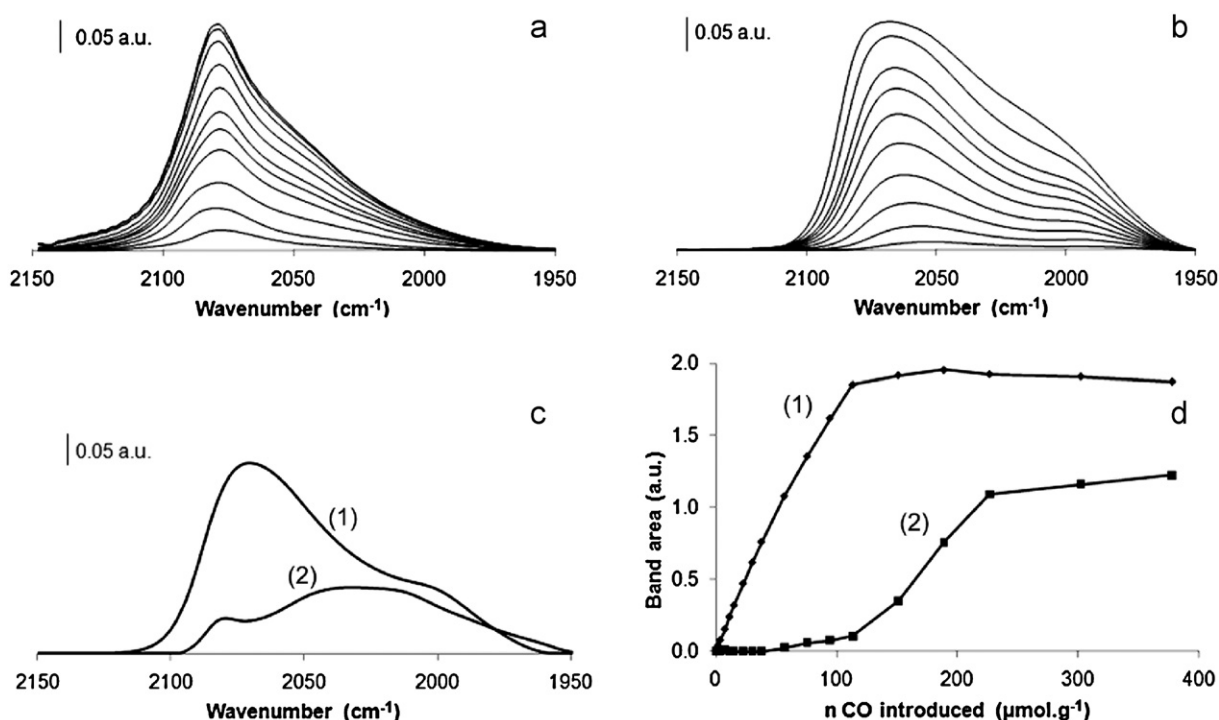 0.05 a.u.
a
2150 2100 2050 2000 1950
Wavenumber (cm-1)
0.05 a.u.
b
2150 2100 2050 2000 1950
Wavenumber (cm-1)
0.05 a.u.
c
(1)
(2)
2150 2100 2050 2000 1950
Wavenumber (cm-1)
d
Band area (a.u.)
2.0
1.5
1.0
0.5
0.0
(1)
(2)
0 100 200 300 400
n CO introduced (µmol.g-1)